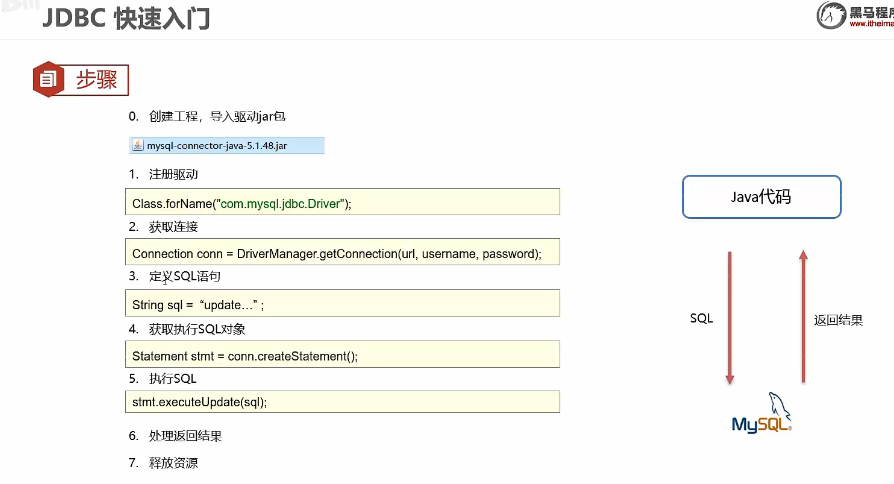 JDBC 快速入门
黑马程序
www.itheima
步骤
0. 创建工程，导入驱动jar包
mysql-connector-java-5.1.48.jar
1. 注册驱动
Class.forName("com.mysql.jdbc.Driver");
2. 获取连接
Connection conn = DriverManager.getConnection(url, username, password);
3. 定义SQL语句
String sql = “update…” ;
4. 获取执行SQL对象
Statement stmt = conn.createStatement();
5. 执行SQL
stmt.executeUpdate(sql);
6. 处理返回结果
7. 释放资源
Java代码
SQL
返回结果
MySQL